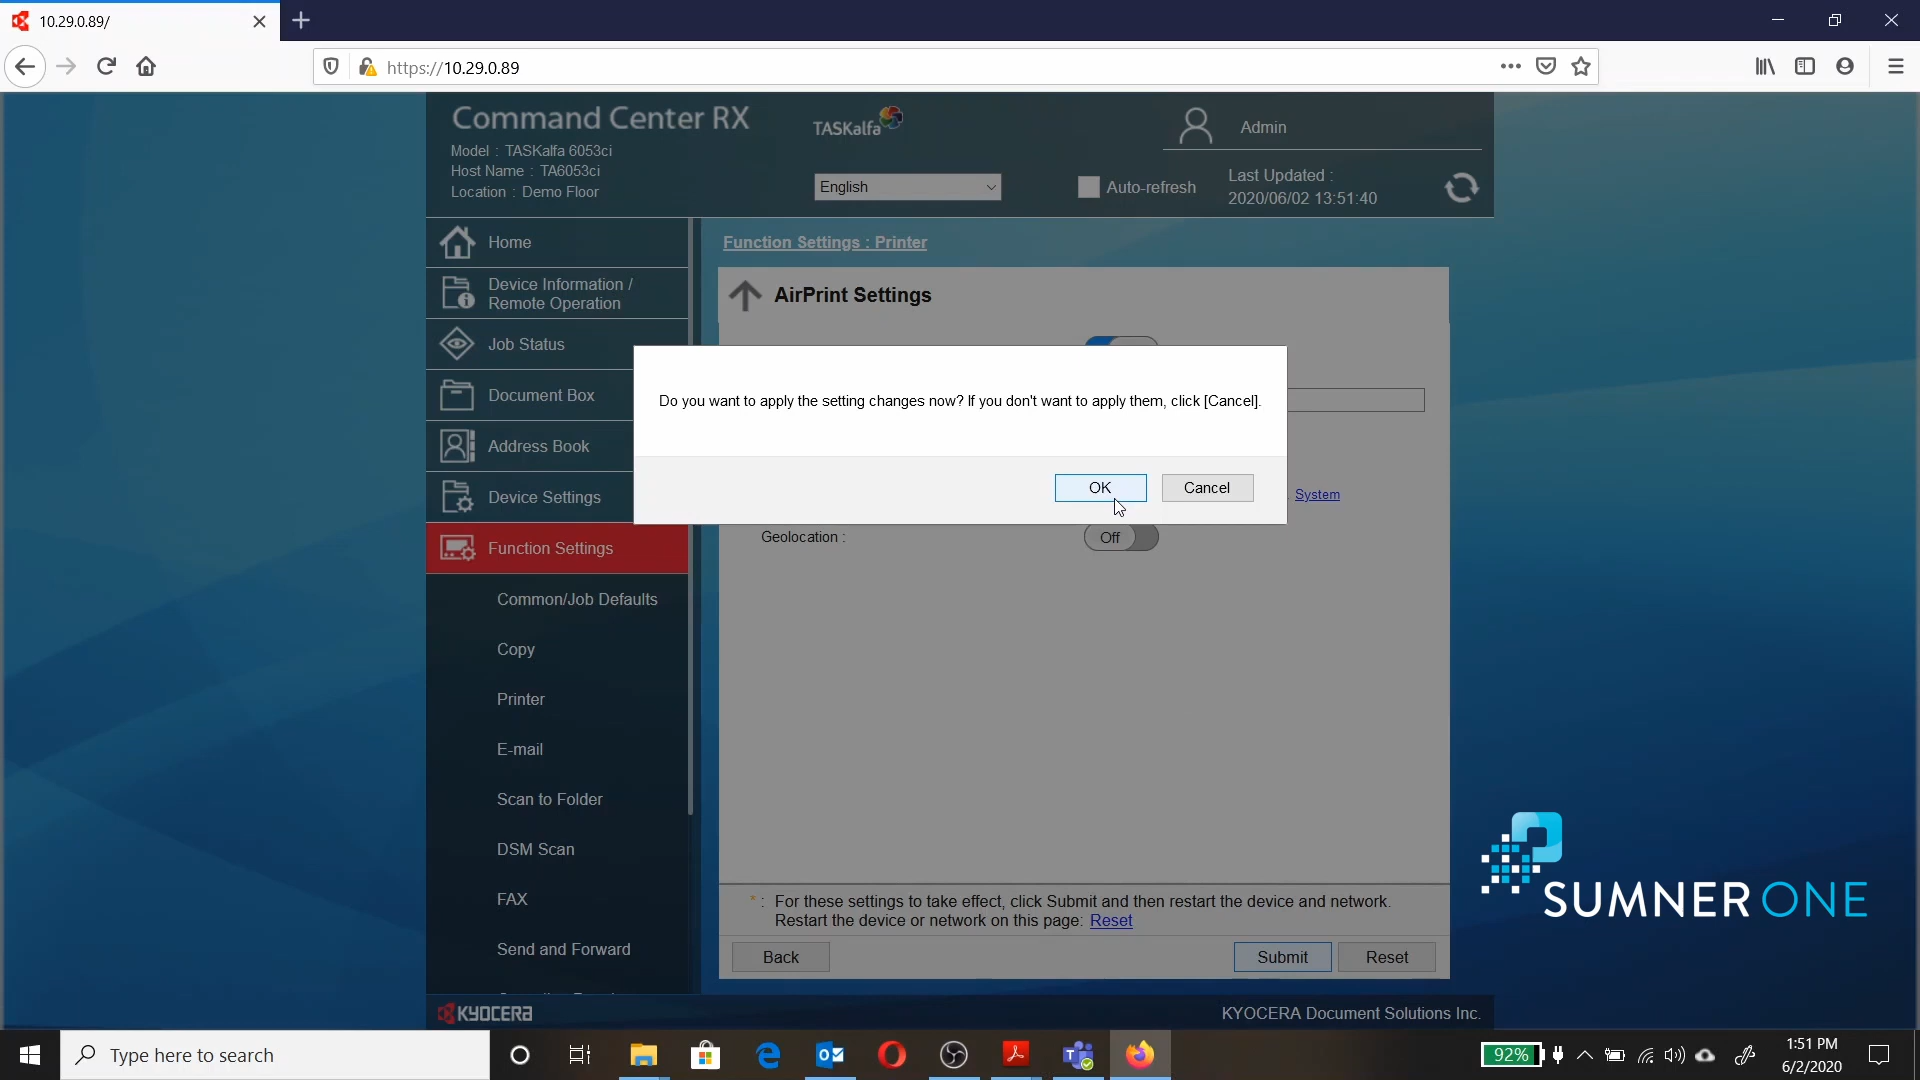 10.29.0.89/
https://10.29.0.89
Command Center RX
Model : TASKalfa 6053ci
Host Name : TA6053ci
Location : Demo Floor
TASKalfa
English
Admin
Auto-refresh
Last Updated :
2020/06/02 13:51:40
Home
Device Information /
Remote Operation
Job Status
Document Box
Address Book
Device Settings
Function Settings
Common/Job Defaults
Copy
Printer
E-mail
Scan to Folder
DSM Scan
FAX
Send and Forward
Function Settings : Printer
AirPrint Settings
Do you want to apply the setting changes now? If you don't want to apply them, click [Cancel].
OK
Cancel
System
Geolocation :
Off
* : For these settings to take effect, click Submit and then restart the device and network.
Restart the device or network on this page: Reset
Back
Submit
Reset
KYOCERA
KYOCERA Document Solutions Inc.
SUMNER ONE
Type here to search
92%
1:51 PM
6/2/2020